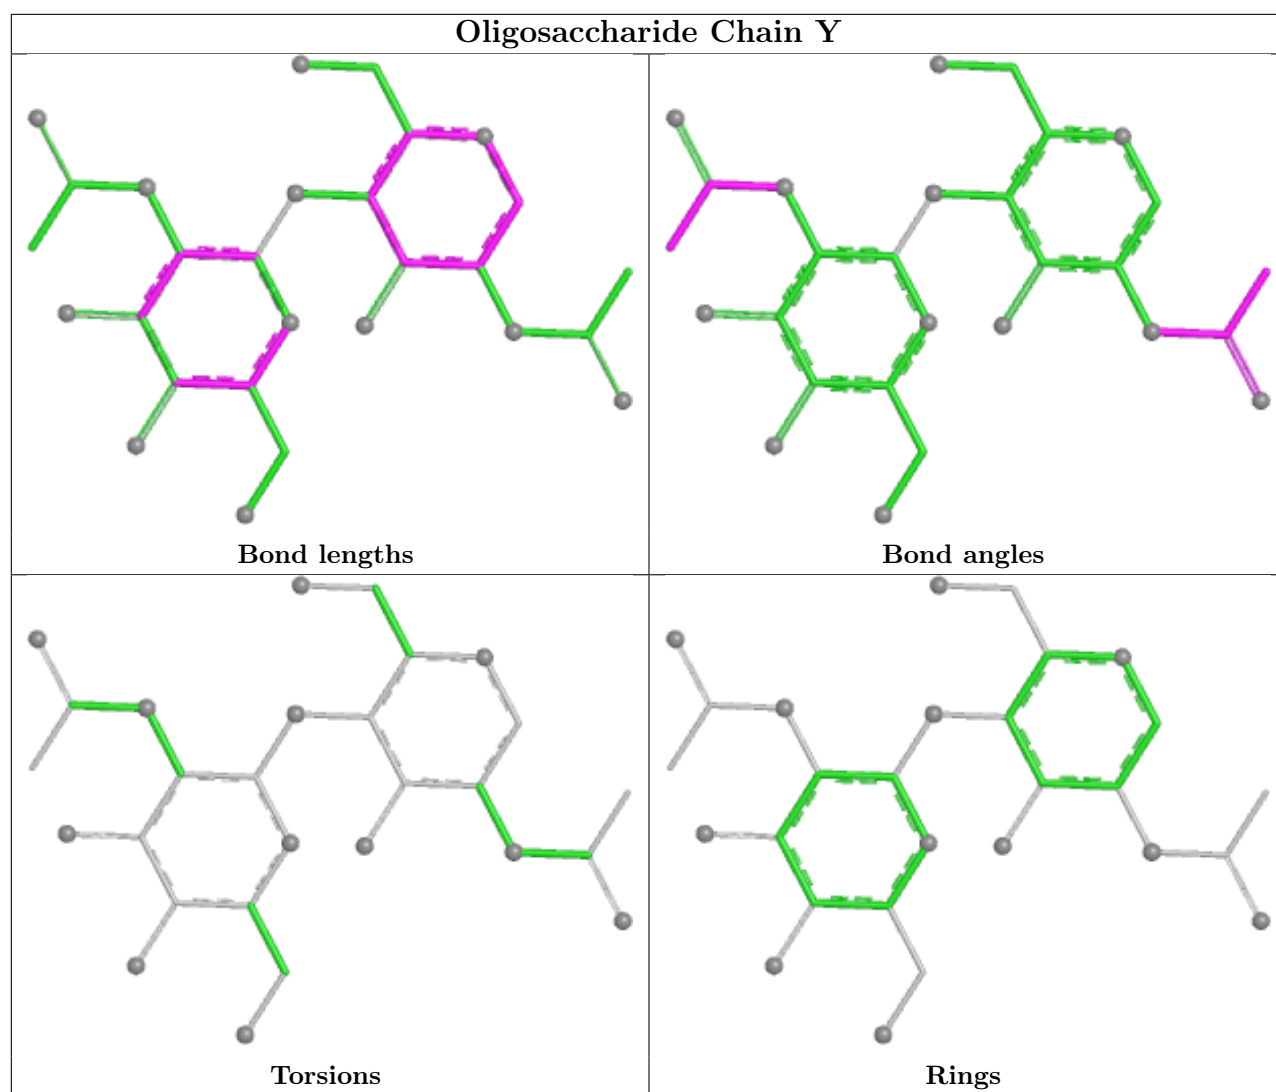 Oligosaccharide Chain Y
Bond lengths
Bond angles
Torsions
Rings